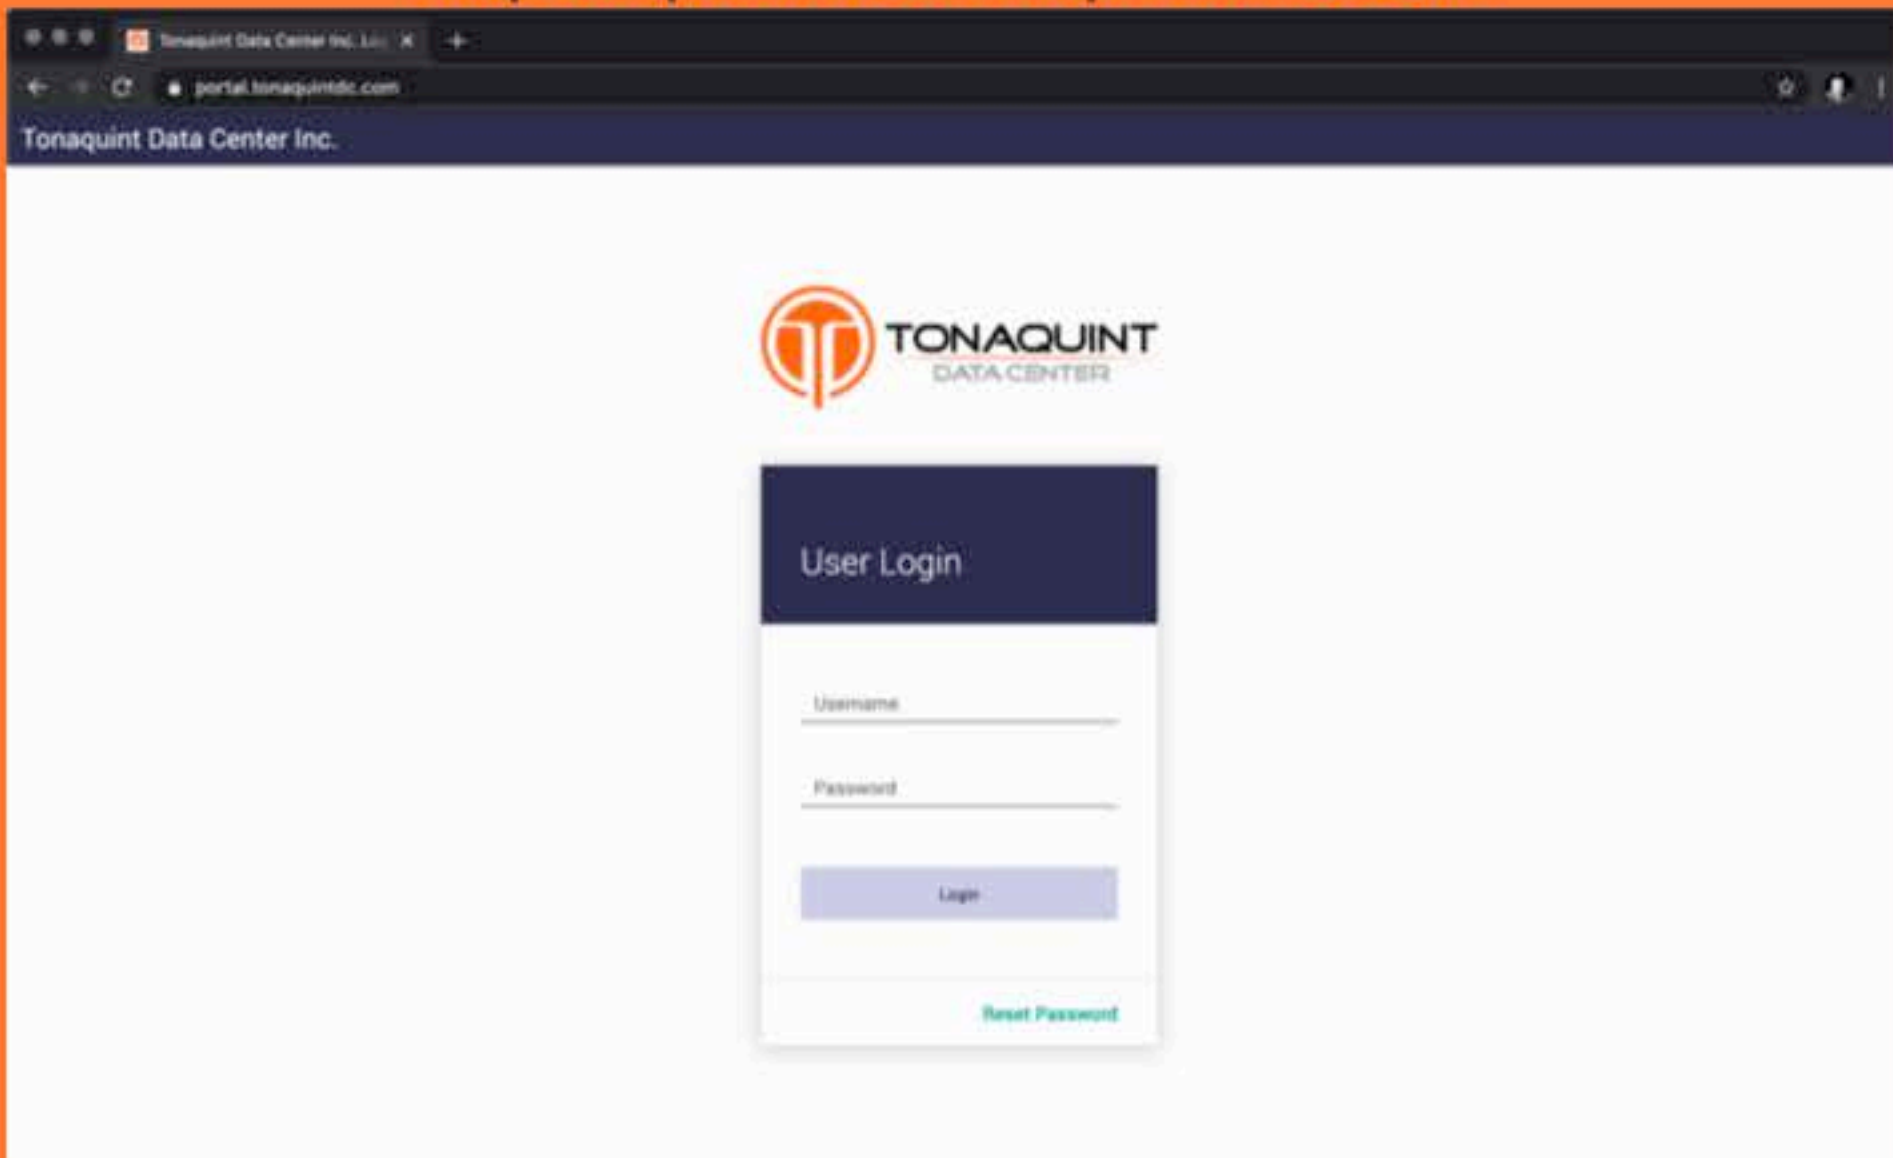 Tonaquint Data Center Inc. Lo
portal.tonaquintdc.com
Tonaquint Data Center Inc.
TONAQUINT
DATA CENTER
User Login
Username
Password
Login
Reset Password